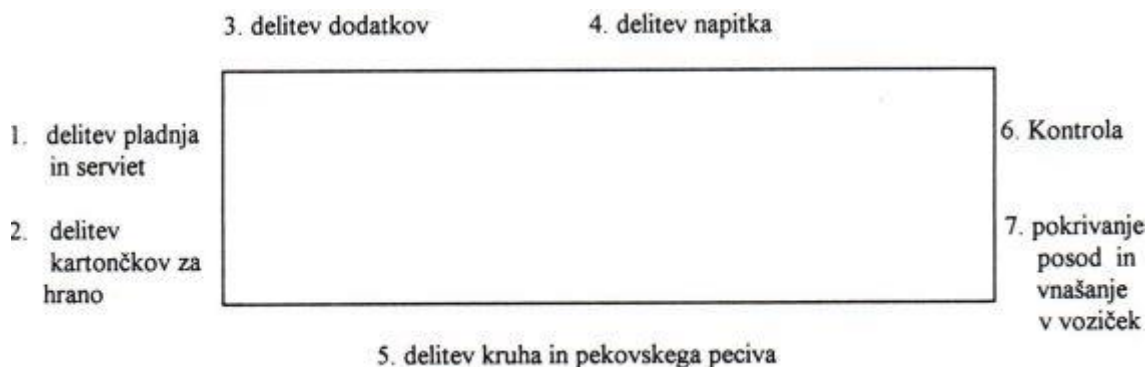 3. delitev dodatkov
4. delitev napitka
1. delitev pladnja
in serviet
2. delitev
kartončkov za
hrano
6. Kontrola
7. pokrivanje
posod in
vnašanje
v voziček
5. delitev kruha in pekovskega peciva